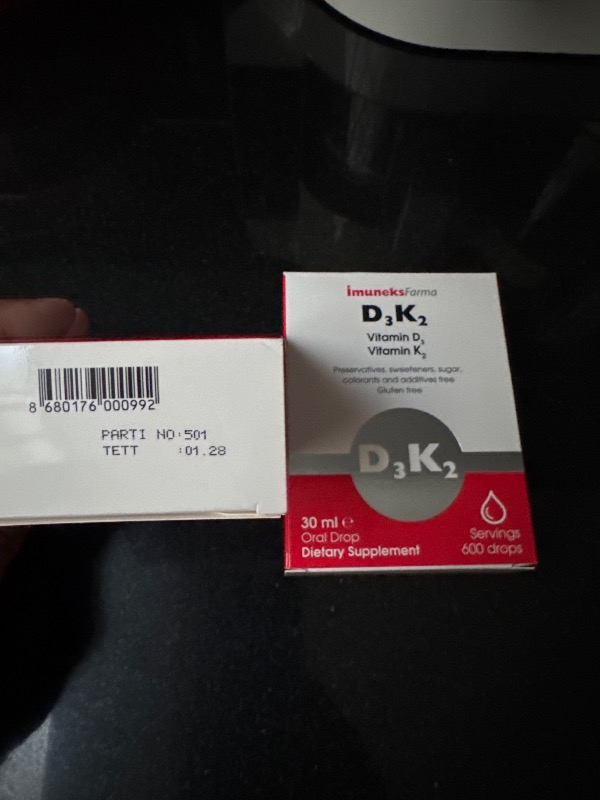 8 680176 000992
PARTI NO:501
TETT :01.28
imuneksFarma
D₃K₂
Vitamin D₃
Vitamin K₂
Preservatives, sweeteners, sugar,
colorants and additives free
Gluten free
D₃K₂
30 ml ℮
Oral Drop
Dietary Supplement
Servings
600 drops